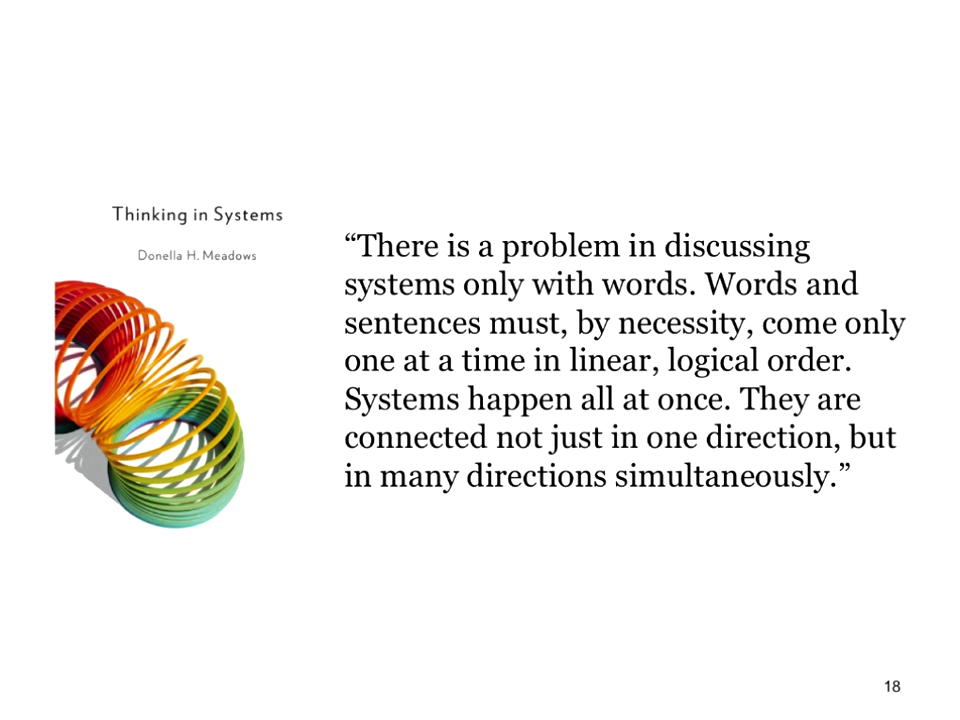 Thinking in Systems
Donella H. Meadows
“There is a problem in discussing
systems only with words. Words and
sentences must, by necessity, come only
one at a time in linear, logical order.
Systems happen all at once. They are
connected not just in one direction, but
in many directions simultaneously.”
18